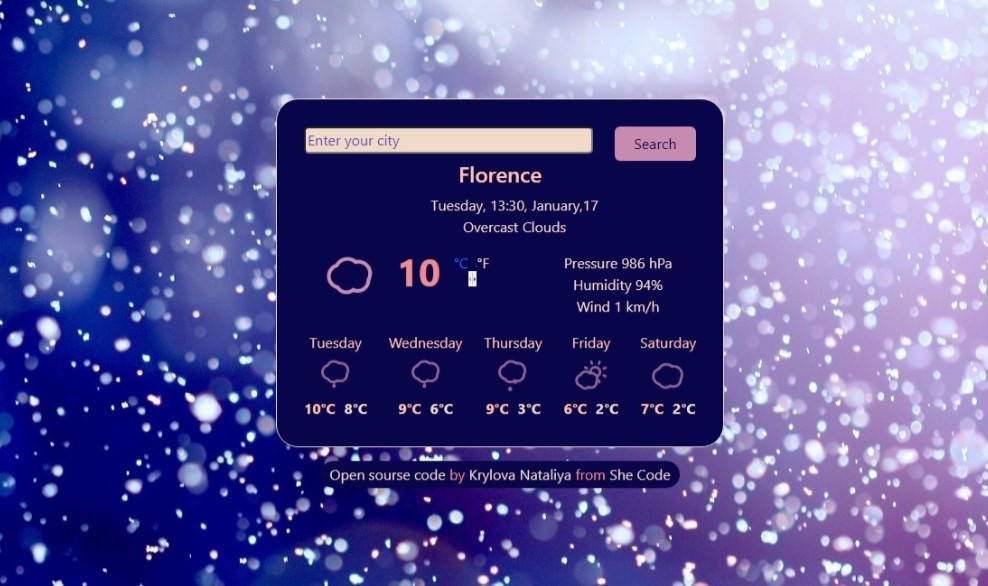 Enter your city
Search
Florence
Tuesday, 13:30, January,17
Overcast Clouds
10 °C °F
Pressure 986 hPa
Humidity 94%
Wind 1 km/h
Tuesday Wednesday Thursday Friday Saturday
10°C 8°C 9°C 6°C 9°C 3°C 6°C 2°C 7°C 2°C
Open sourse code by Krylova Nataliya from She Code